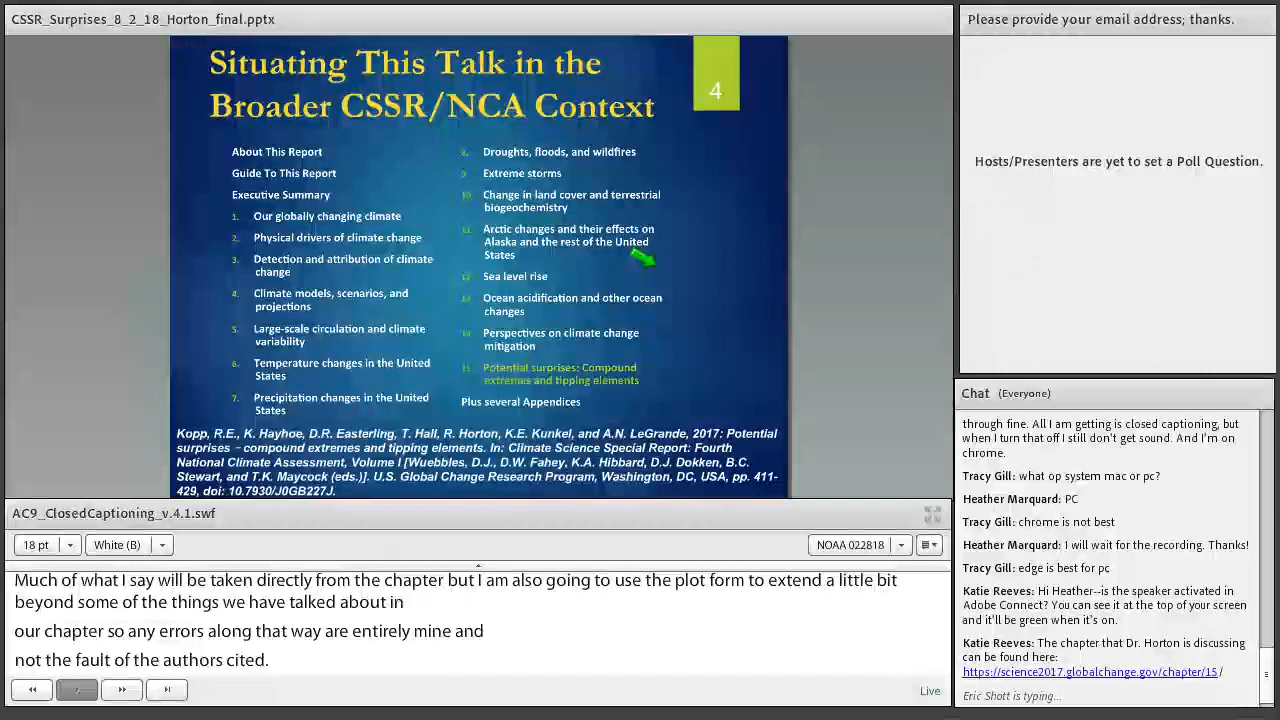 CSSR_Surprises_8_2_18_Horton_final.pptx
Situating This Talk in the
Broader CSSR/NCA Context
4
About This Report
Guide To This Report
Executive Summary
1. Our globally changing climate
2. Physical drivers of climate change
3. Detection and attribution of climate
change
4. Climate models, scenarios, and
projections
5. Large-scale circulation and climate
variability
6. Temperature changes in the United
States
7. Precipitation changes in the United
States
8. Droughts, floods, and wildfires
9. Extreme storms
10. Change in land cover and terrestrial
biogeochemistry
11. Arctic changes and their effects on
Alaska and the rest of the United
States
12. Sea level rise
13. Ocean acidification and other ocean
changes
14. Perspectives on climate change
mitigation
15. Potential surprises: Compound
extremes and tipping elements
Plus several Appendices
Kopp, R.E., K. Hayhoe, D.R. Easterling, T. Hall, R. Horton, K.E. Kunkel, and A.N. LeGrande, 2017: Potential
surprises – compound extremes and tipping elements. In: Climate Science Special Report: Fourth
National Climate Assessment, Volume I [Wuebbles, D.J., D.W. Fahey, K.A. Hibbard, D.J. Dokken, B.C.
Stewart, and T.K. Maycock (eds.)]. U.S. Global Change Research Program, Washington, DC, USA, pp. 411-
429, doi: 10.7930/J0GB227J.
AC9_ClosedCaptioning_v.4.1.swf
18 pt
White (B)
NOAA 022818
Much of what I say will be taken directly from the chapter but I am also going to use the plot form to extend a little bit
beyond some of the things we have talked about in
our chapter so any errors along that way are entirely mine and
not the fault of the authors cited.
Live
Please provide your email address; thanks.
Hosts/Presenters are yet to set a Poll Question.
Chat (Everyone)
through fine. All I am getting is closed captioning, but
when I turn that off I still don't get sound. And I'm on
chrome.
Tracy Gill: what op system mac or pc?
Heather Marquard: PC
Tracy Gill: chrome is not best
Heather Marquard: I will wait for the recording. Thanks!
Tracy Gill: edge is best for pc
Katie Reeves: Hi Heather--is the speaker activated in
Adobe Connect? You can see it at the top of your screen
and it'll be green when it's on.
Katie Reeves: The chapter that Dr. Horton is discussing
can be found here:
https://science2017.globalchange.gov/chapter/15/
Eric Shott is typing...